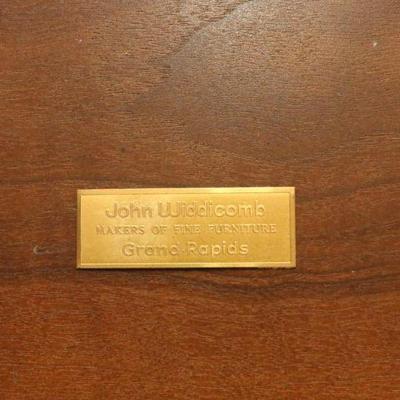 John Widdicomb
MAKERS OF FINE FURNITURE
Grand Rapids